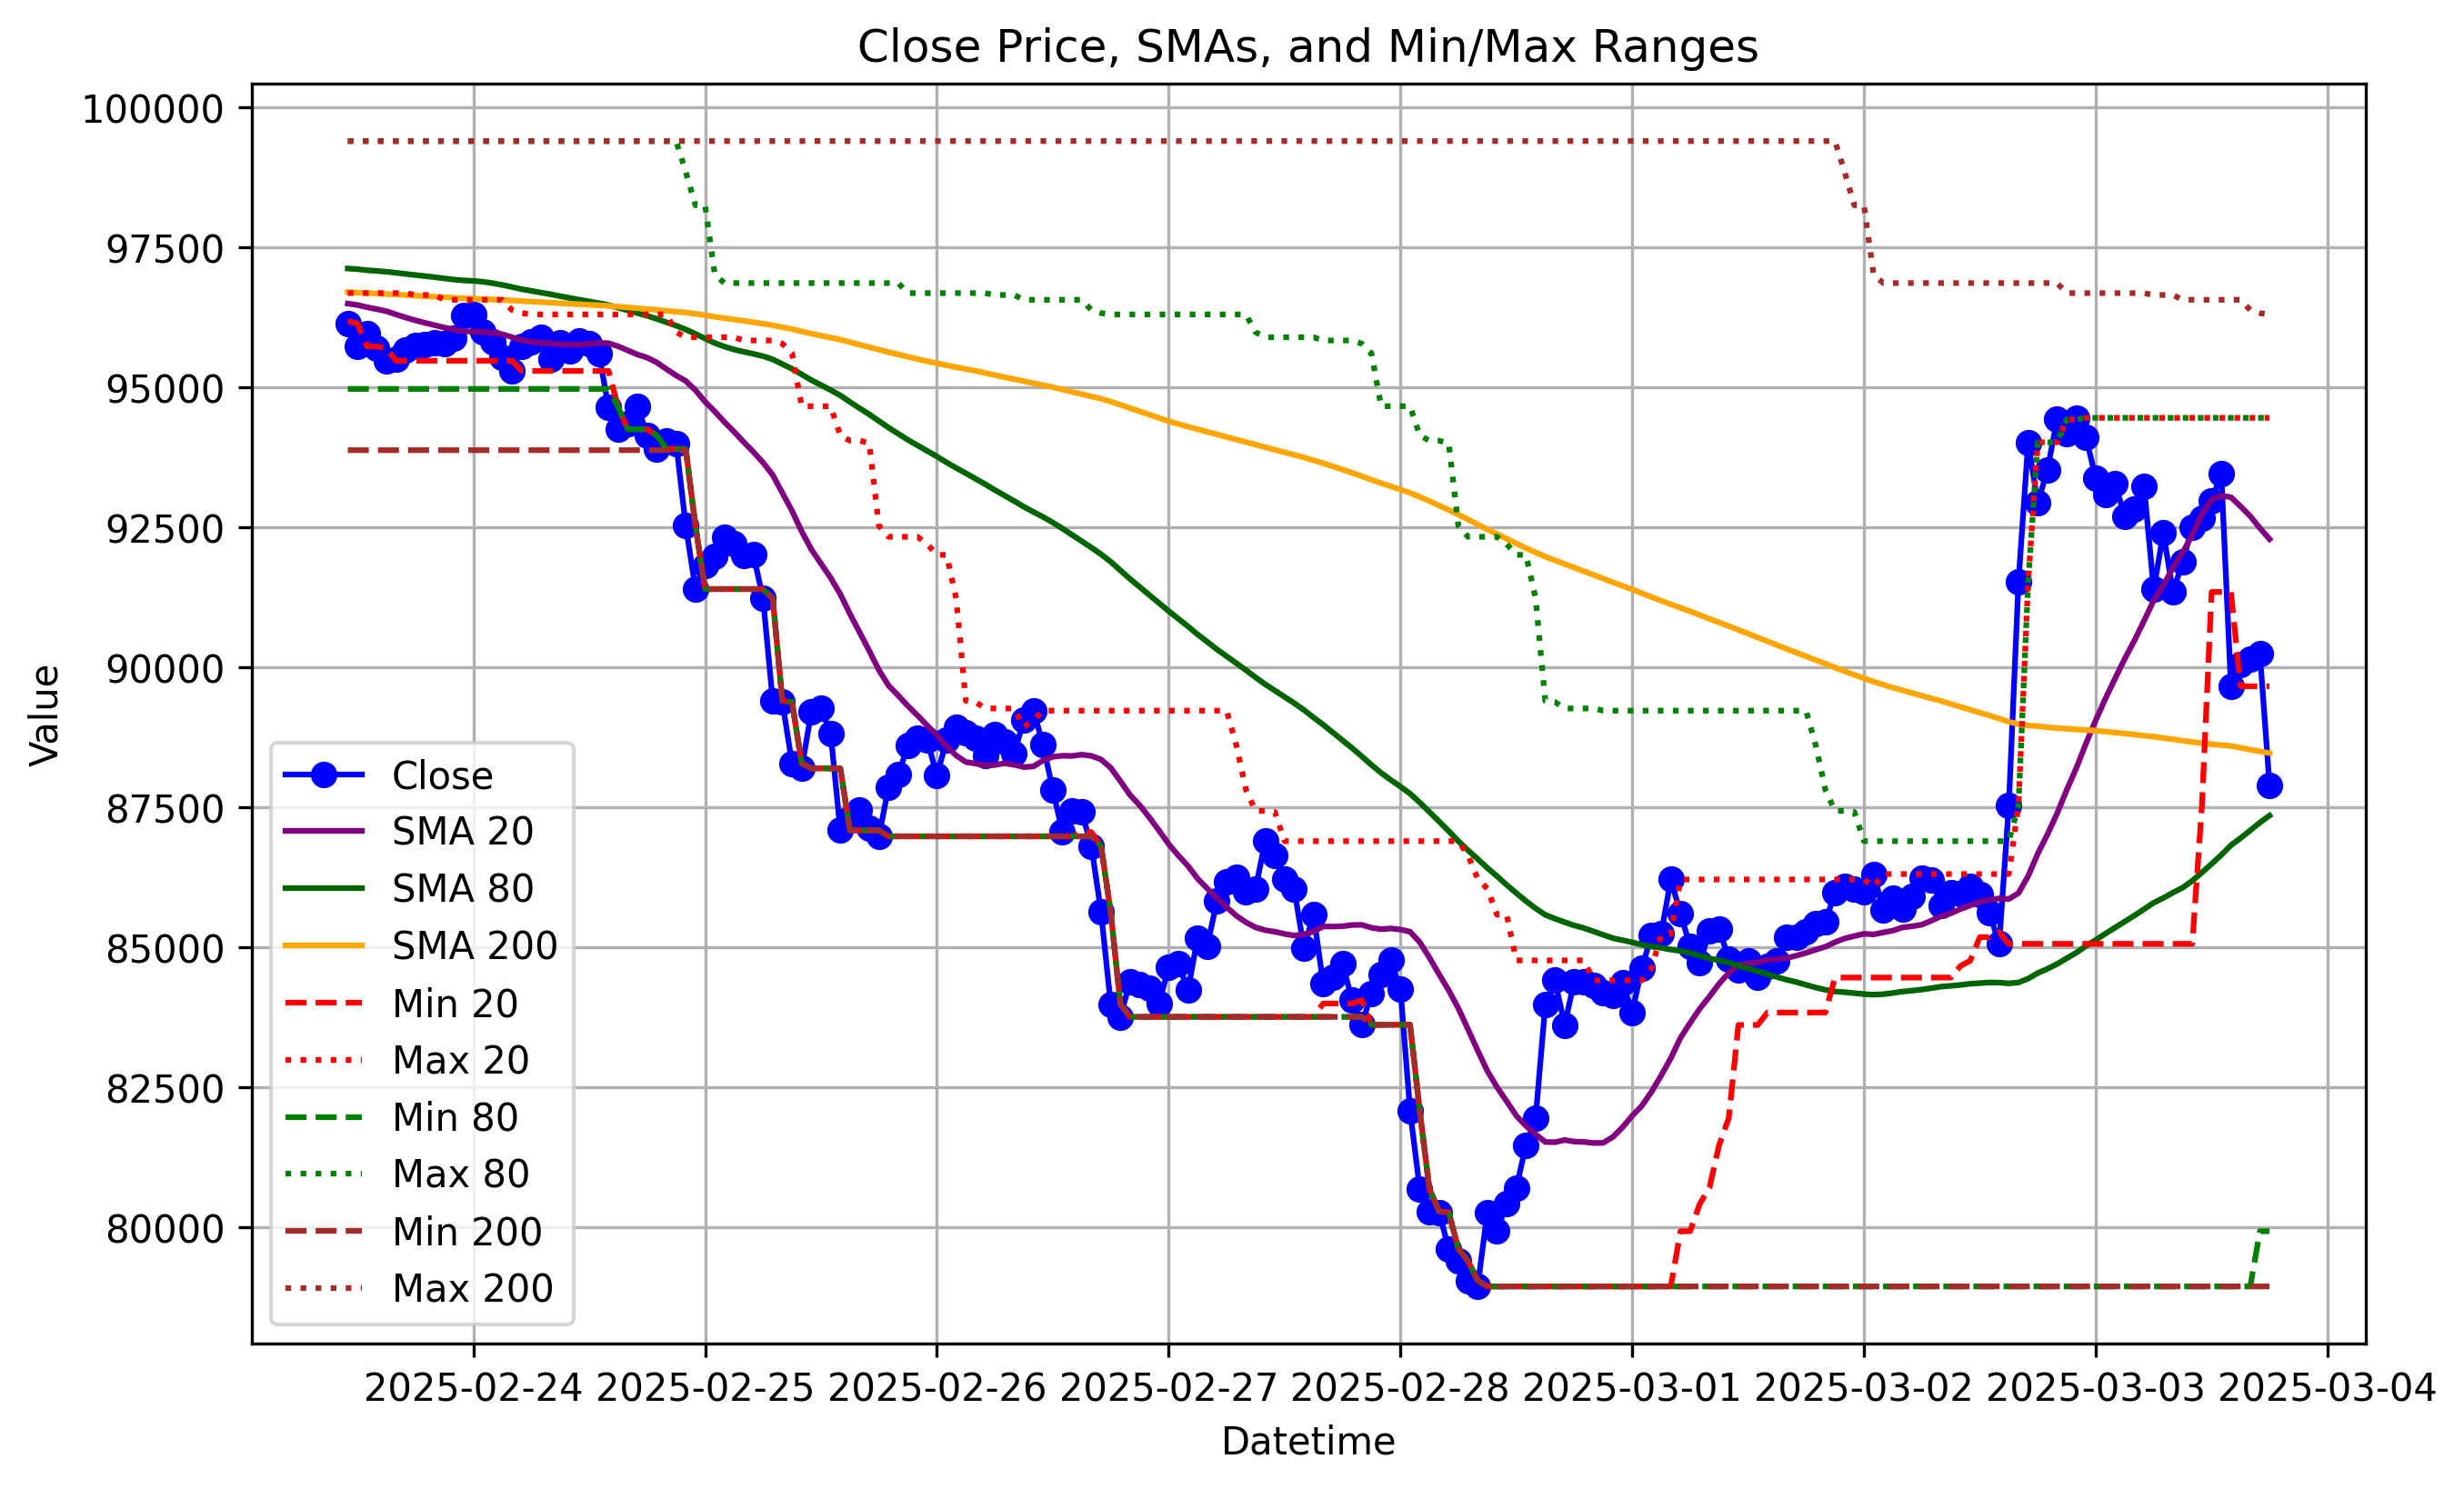 Close Price, SMAs, and Min/Max Ranges
Value
100000
97500
95000
92500
90000
87500
85000
82500
80000
Close
SMA 20
SMA 80
SMA 200
Min 20
Max 20
Min 80
Max 80
Min 200
Max 200
2025-02-24 2025-02-25 2025-02-26 2025-02-27 2025-02-28 2025-03-01 2025-03-02 2025-03-03 2025-03-04
Datetime